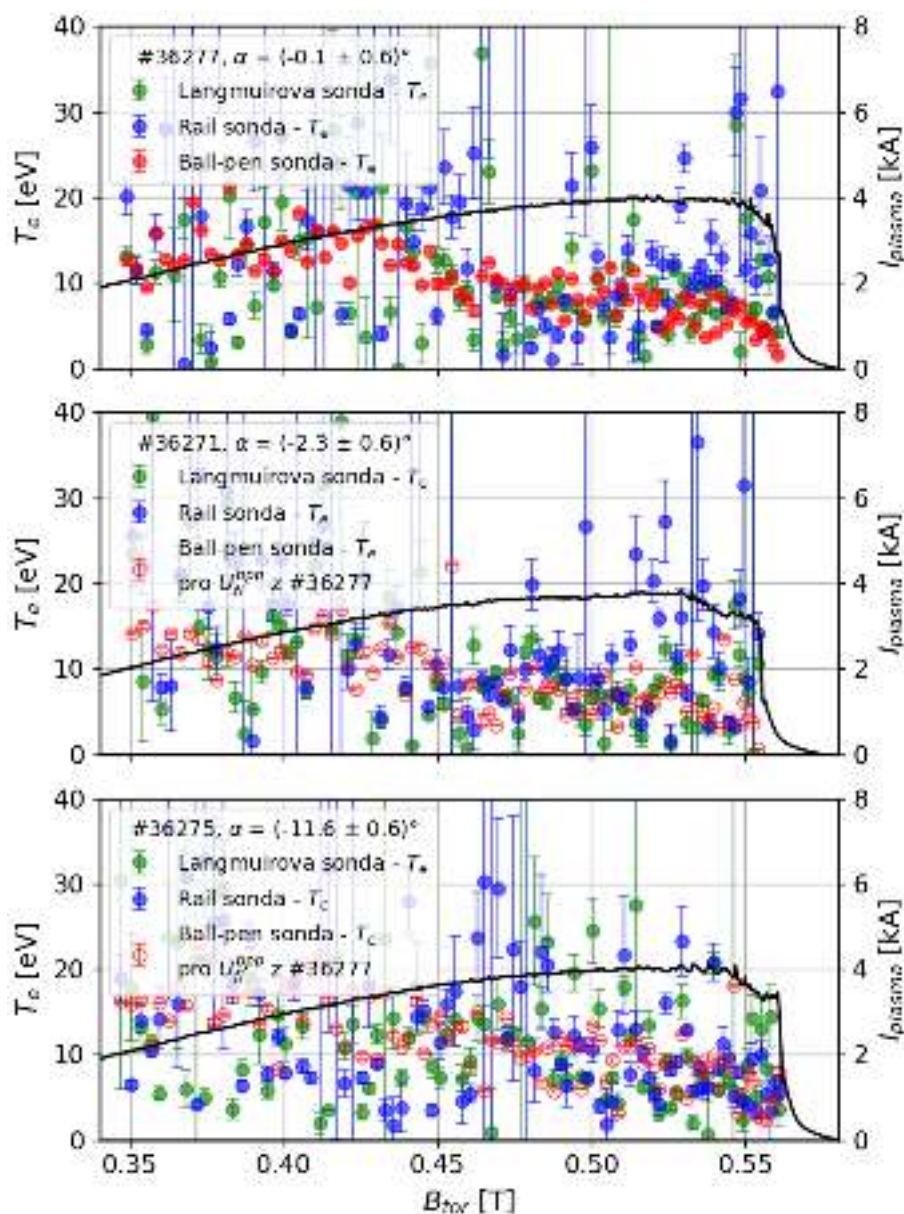 40
30
20
10
0
8
6
4
2
0
T_e [eV]
I_plasma [kA]
#36277, α = (-0.1 ± 0.6)°
Langmuirova sonda - T_e
Rail sonda - T_e
Ball-pen sonda - T_e
40
30
20
10
0
8
6
4
2
0
T_e [eV]
I_plasma [kA]
#36271, α = (-2.3 ± 0.6)°
Langmuirova sonda - T_e
Rail sonda - T_e
Ball-pen sonda - T_e
pro z #36277
40
30
20
10
0
8
6
4
2
0
T_e [eV]
I_plasma [kA]
#36275, α = (-11.6 ± 0.6)°
Langmuirova sonda - T_e
Rail sonda - T_e
Ball-pen sonda - T_e
pro z #36277
0.35 0.40 0.45 0.50 0.55
B_tor [T]